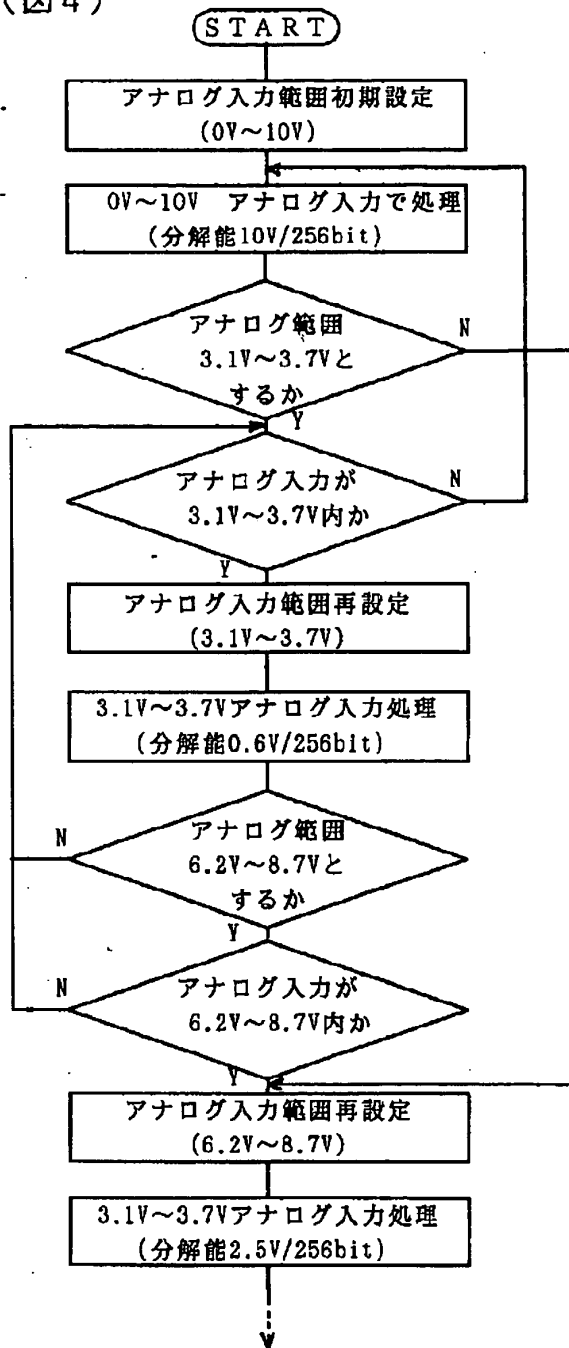 (図4)
START
アナログ入力範囲初期設定
(0V～10V)
0V～10V アナログ入力で処理
(分解能10V/256bit)
アナログ範囲
3.1V～3.7Vと
するか
N
Y
アナログ入力が
3.1V～3.7V内か
N
Y
アナログ入力範囲再設定
(3.1V～3.7V)
3.1V～3.7Vアナログ入力処理
(分解能0.6V/256bit)
アナログ範囲
6.2V～8.7Vと
するか
N
Y
アナログ入力が
6.2V～8.7V内か
N
Y
アナログ入力範囲再設定
(6.2V～8.7V)
3.1V～3.7Vアナログ入力処理
(分解能2.5V/256bit)